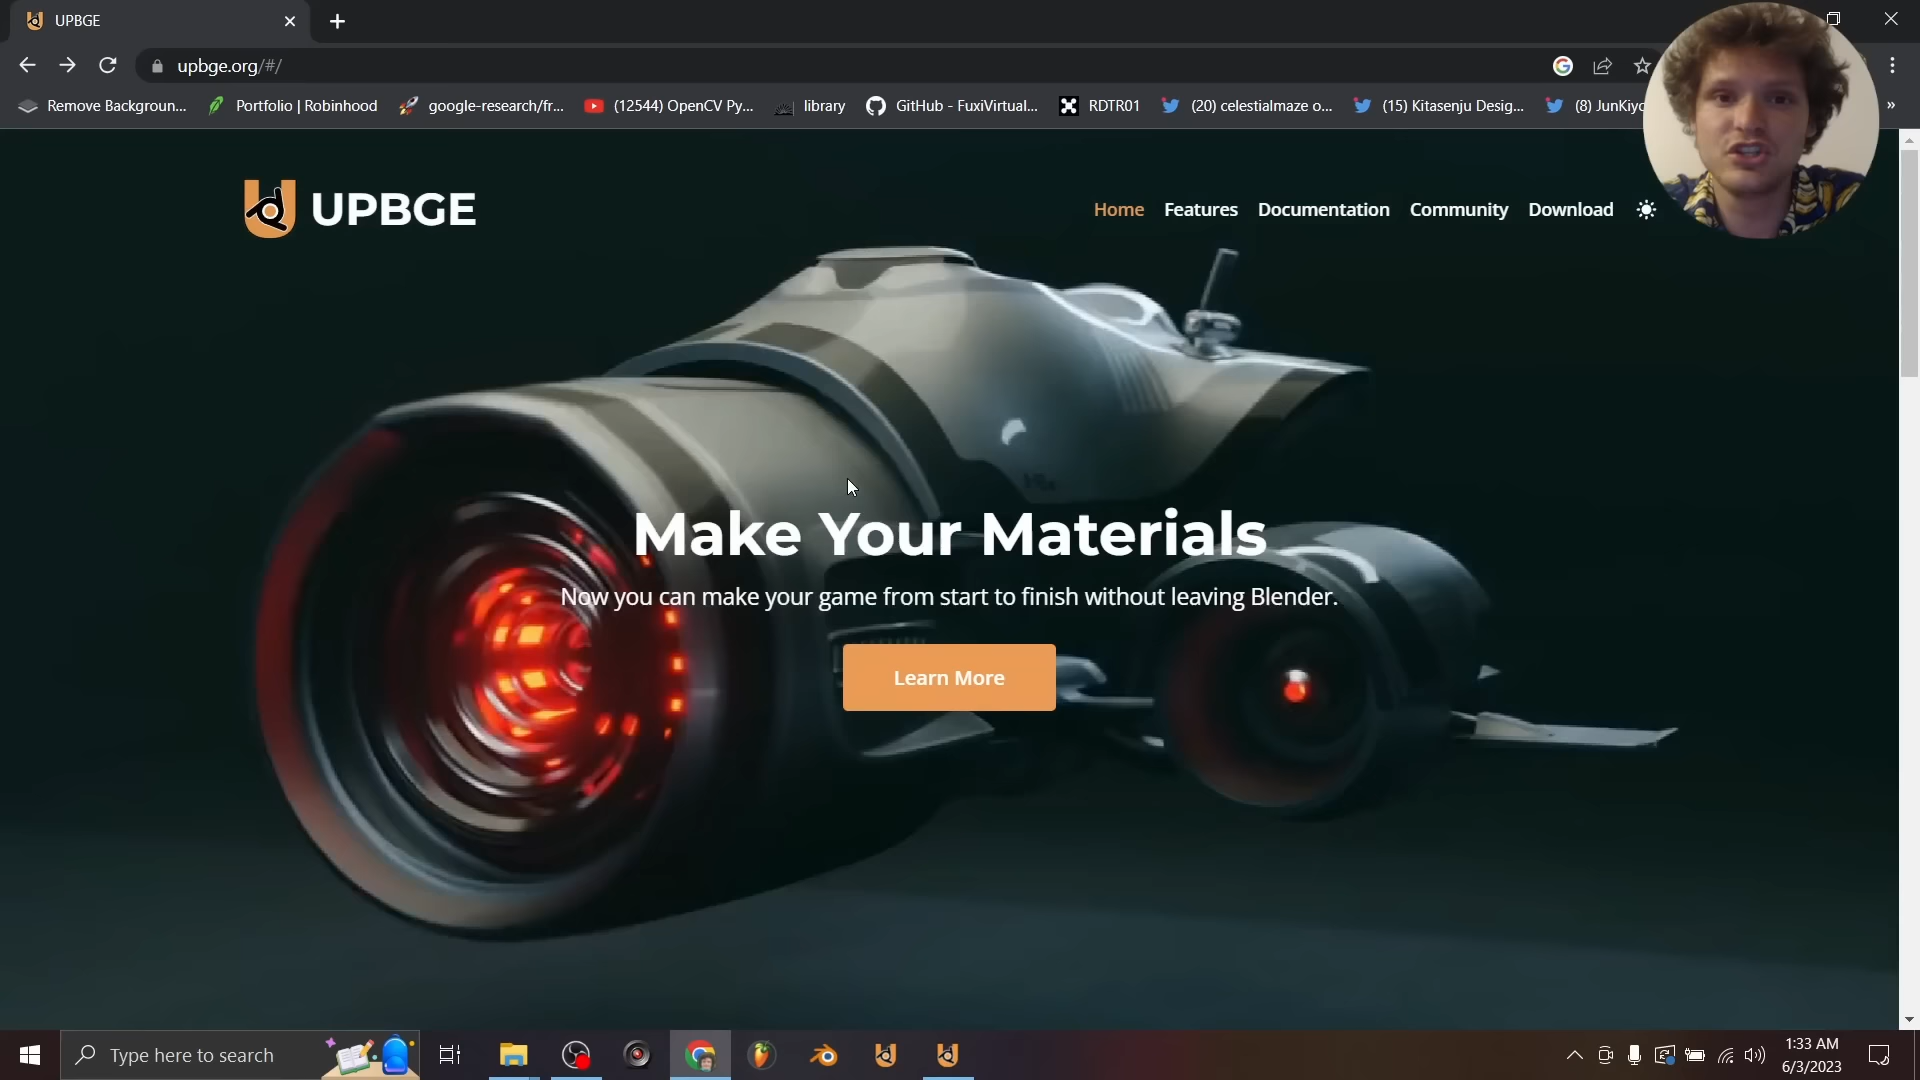 UPBGE
upbge.org/#/
Remove Backgroun...
Portfolio | Robinhood
google-research/fr...
(12544) OpenCV Py...
library
GitHub - FuxiVirtual...
RDTR01
(20) celestialmaze o...
(15) Kitasenju Desig...
»
UPBGE
Home
Features
Documentation
Community
Download
Make Your Materials
Now you can make your game from start to finish without leaving Blender.
Learn More
Type here to search
1:33 AM
6/3/2023